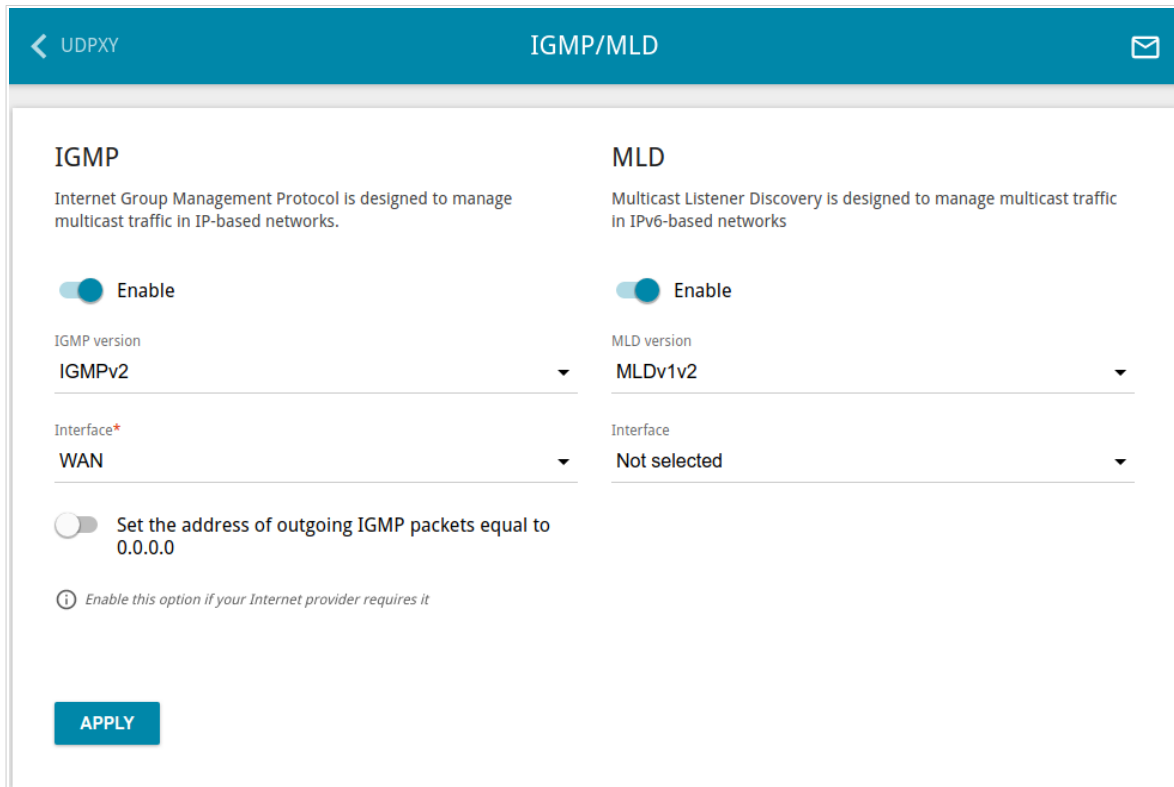 UDPXY
IGMP/MLD
IGMP
Internet Group Management Protocol is designed to manage
multicast traffic in IP-based networks.
Enable
IGMP version
IGMPv2
Interface*
WAN
Set the address of outgoing IGMP packets equal to
0.0.0.0
Enable this option if your Internet provider requires it
MLD
Multicast Listener Discovery is designed to manage multicast traffic
in IPv6-based networks
Enable
MLD version
MLDv1v2
Interface
Not selected
APPLY